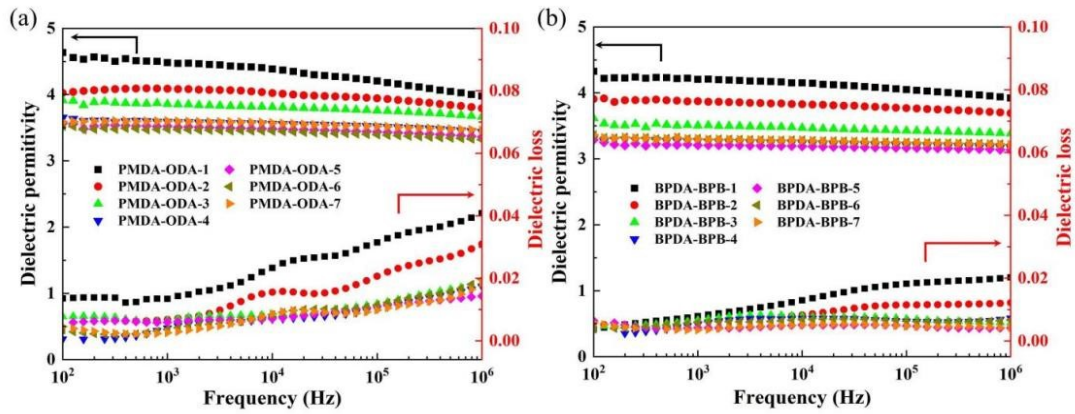 (a)
Dielectric permitivity
5
4
3
2
1
0
PMDA-ODA-1 PMDA-ODA-5
PMDA-ODA-2 PMDA-ODA-6
PMDA-ODA-3 PMDA-ODA-7
PMDA-ODA-4
0.10
0.08
0.06
0.04
0.02
0.00
Dielectric loss
10² 10³ 10⁴ 10⁵ 10⁶
Frequency (Hz)
(b)
Dielectric permitivity
5
4
3
2
1
0
BPDA-BPB-1 BPDA-BPB-5
BPDA-BPB-2 BPDA-BPB-6
BPDA-BPB-3 BPDA-BPB-7
BPDA-BPB-4
0.10
0.08
0.06
0.04
0.02
0.00
Dielectric loss
10² 10³ 10⁴ 10⁵ 10⁶
Frequency (Hz)